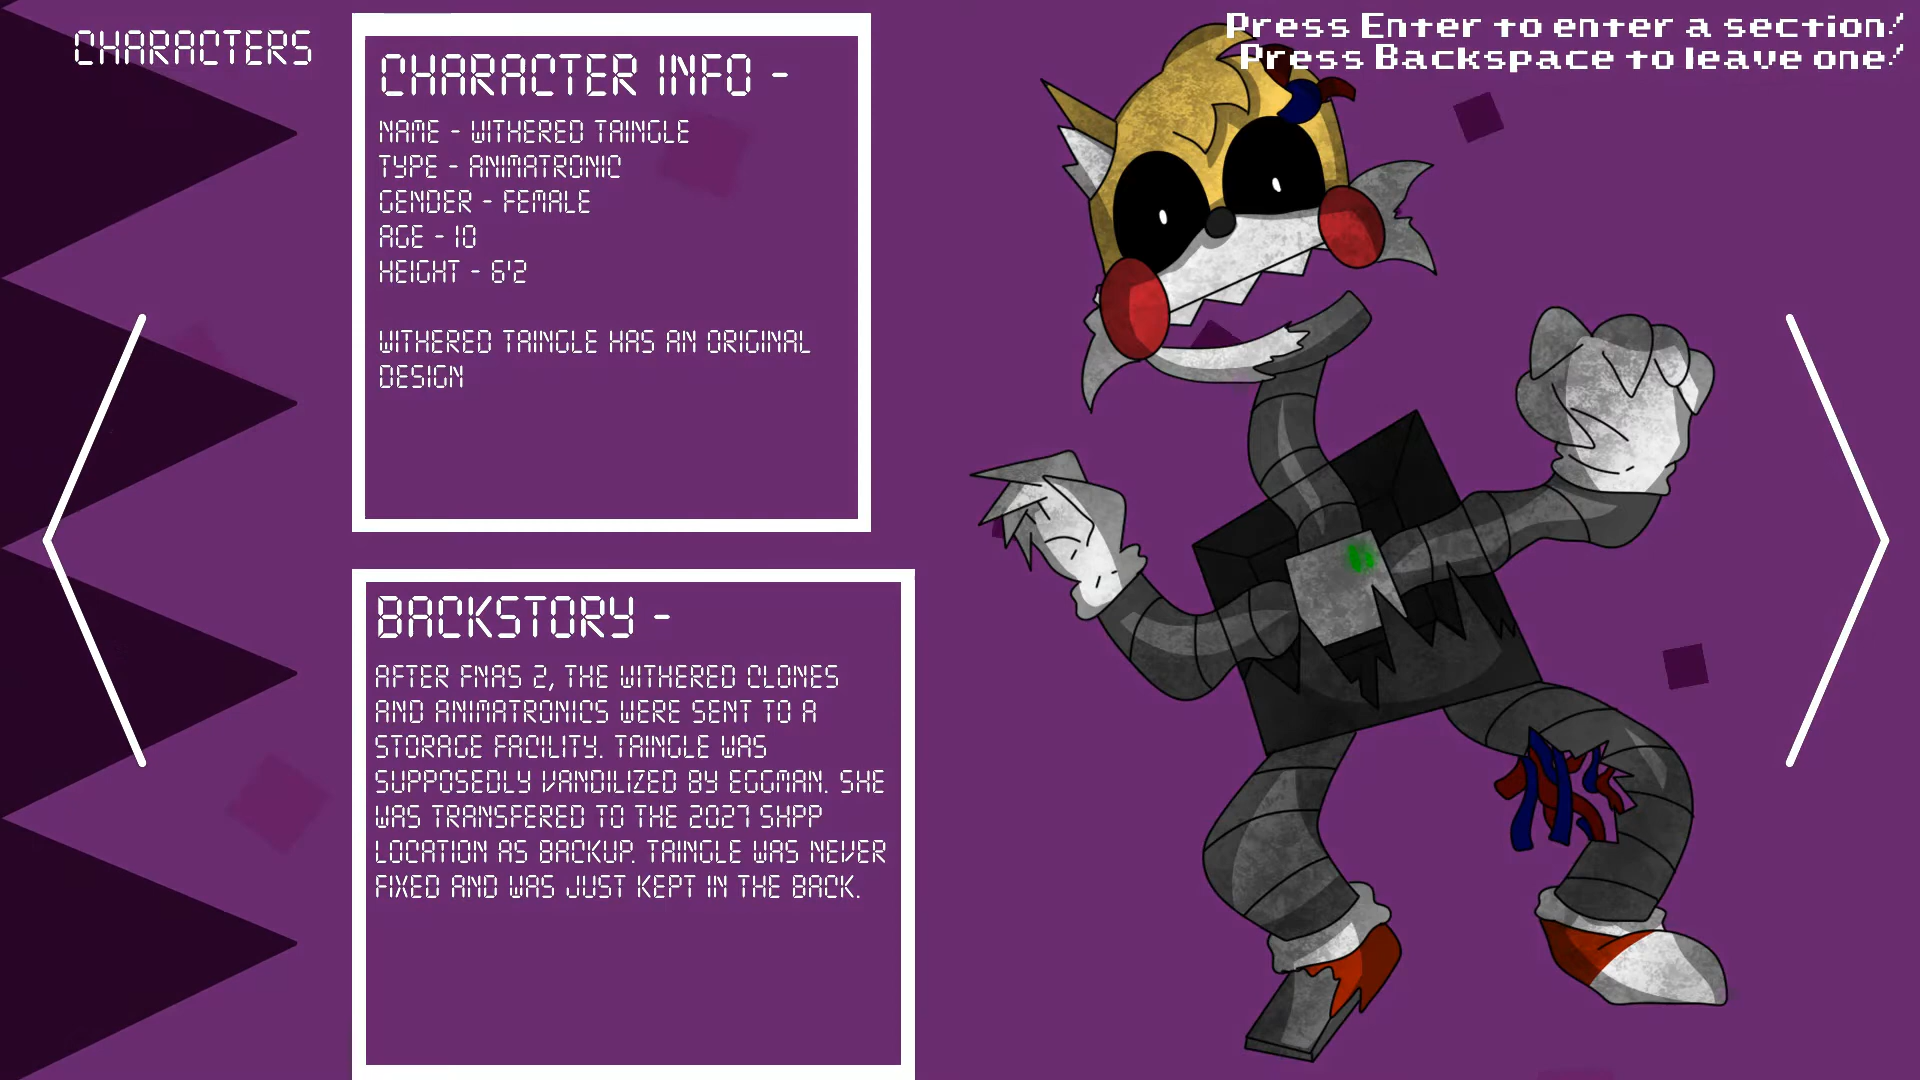 CHARACTERS
CHARACTER INFO -
NAME - WITHERED TAINGLE
TYPE - ANIMATRONIC
GENDER - FEMALE
AGE - 10
HEIGHT - 6'2
WITHERED TAINGLE HAS AN ORIGINAL
DESIGN
BACKSTORY -
AFTER FNAS 2, THE WITHERED CLONES
AND ANIMATRONICS WERE SENT TO A
STORAGE FACILITY. TAINGLE WAS
SUPPOSEDLY VANDILIZED BY EGGMAN. SHE
WAS TRANSFERED TO THE 2027 SHPP
LOCATION AS BACKUP. TAINGLE WAS NEVER
FIXED AND WAS JUST KEPT IN THE BACK.
Press Enter to enter a section!
Press Backspace to leave one!